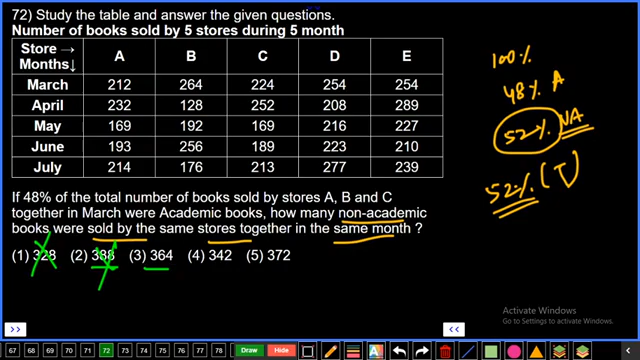 72) Study the table and answer the given questions.
Number of books sold by 5 stores during 5 month
Store → A B C D E
Months↓
March 212 264 224 254 254
April 232 128 252 208 289
May 169 192 169 216 227
June 193 256 189 223 210
July 214 176 213 277 239
If 48% of the total number of books sold by stores A, B and C
together in March were Academic books, how many non-academic
books were sold by the same stores together in the same month ?
(1) 328 (2) 338 (3) 364 (4) 342 (5) 372
100%
48% A
52% NA
52% (T)
Activate Windows
Go to Settings to activate Windows.
>> <<
67 68 69 70 71 72 73 74 75 76 77 78 79 80 81 Draw Hide